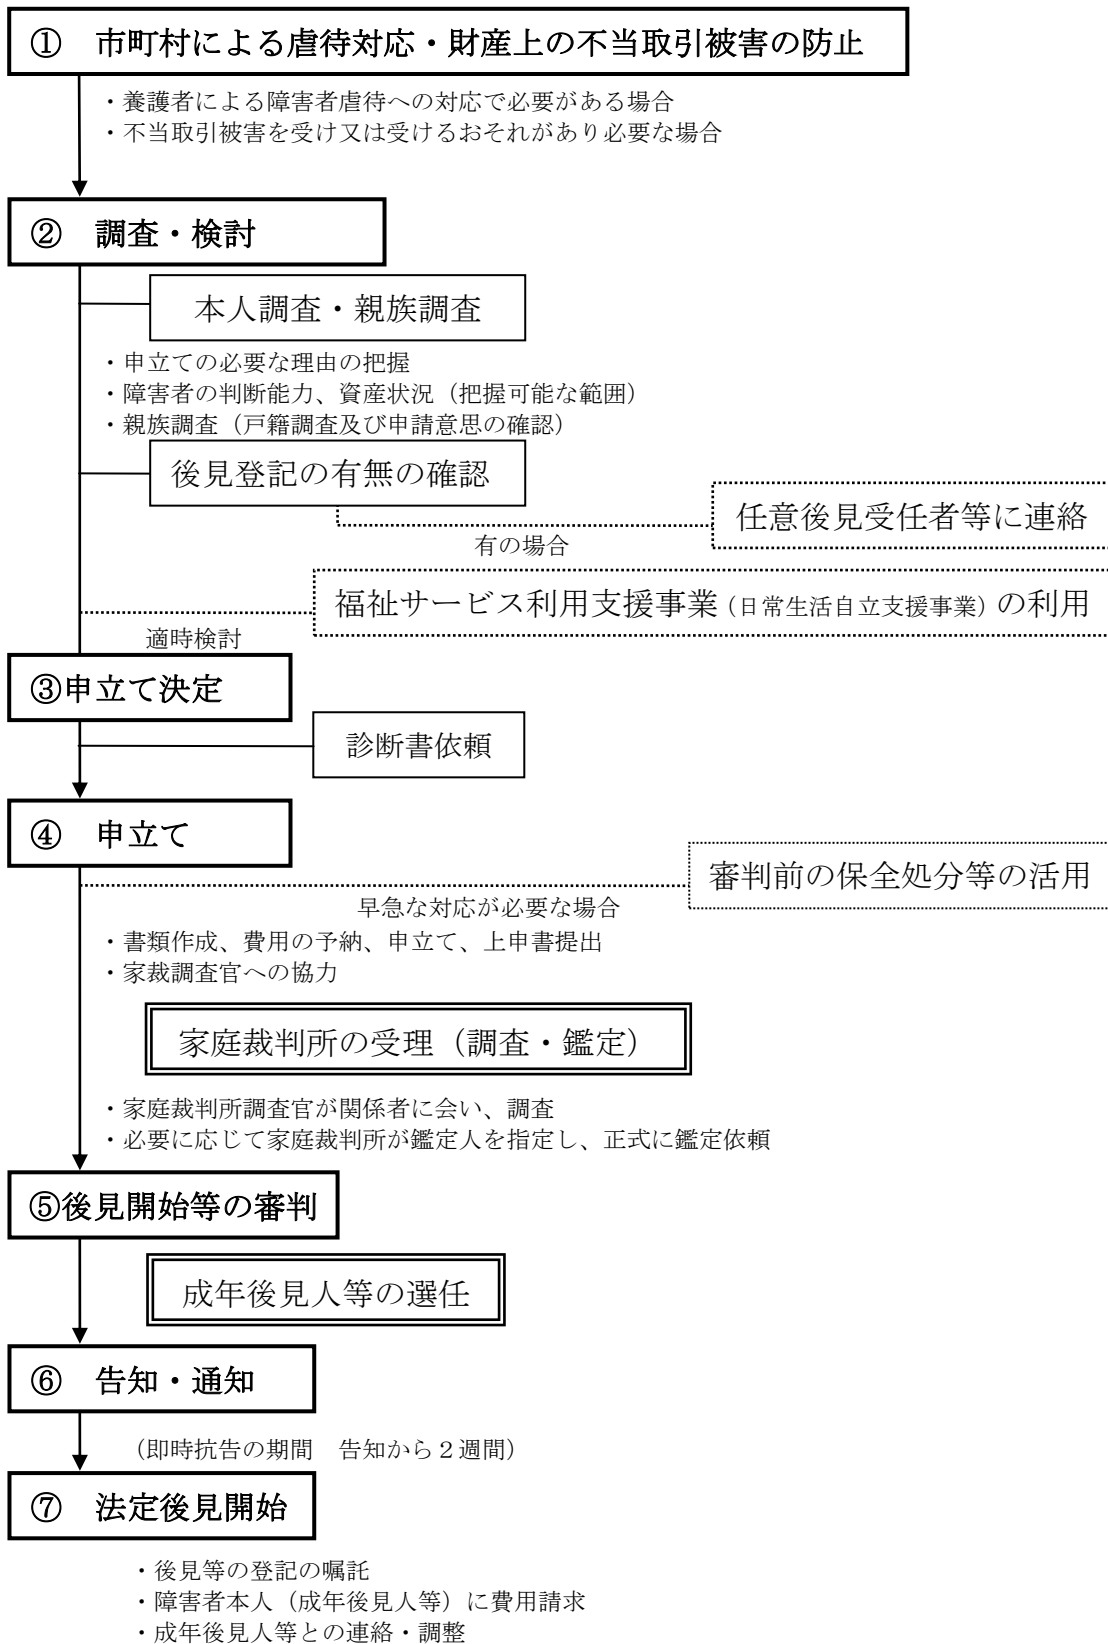 ①　市町村による虐待対応・財産上の不当取引被害の防止
・養護者による障害者虐待への対応で必要がある場合
・不当取引被害を受け又は受けるおそれがあり必要な場合
②　調査・検討
本人調査・親族調査
・申立ての必要な理由の把握
・障害者の判断能力、資産状況（把握可能な範囲）
・親族調査（戸籍調査及び申請意思の確認）
後見登記の有無の確認
任意後見受任者等に連絡
有の場合
福祉サービス利用支援事業（日常生活自立支援事業）の利用
適時検討
③申立て決定
診断書依頼
④　申立て
審判前の保全処分等の活用
早急な対応が必要な場合
・書類作成、費用の予納、申立て、上申書提出
・家裁調査官への協力
家庭裁判所の受理（調査・鑑定）
・家庭裁判所調査官が関係者に会い、調査
・必要に応じて家庭裁判所が鑑定人を指定し、正式に鑑定依頼
⑤後見開始等の審判
成年後見人等の選任
⑥　告知・通知
（即時抗告の期間　告知から２週間）
⑦　法定後見開始
・後見等の登記の嘱託
・障害者本人（成年後見人等）に費用請求
・成年後見人等との連絡・調整